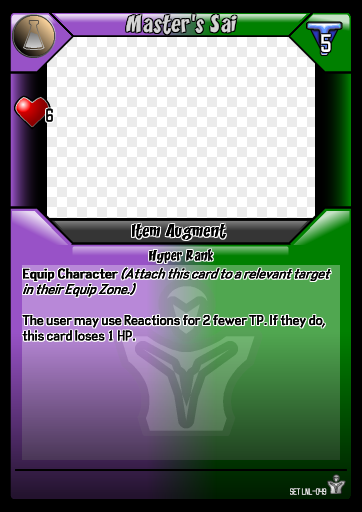 Master's Sai
5
6
Item Augment
Hyper Rank
Equip Character (Attach this card to a relevant target
in their Equip Zone.)
The user may use Reactions for 2 fewer TP. If they do,
this card loses 1 HP.
SET LNL-049